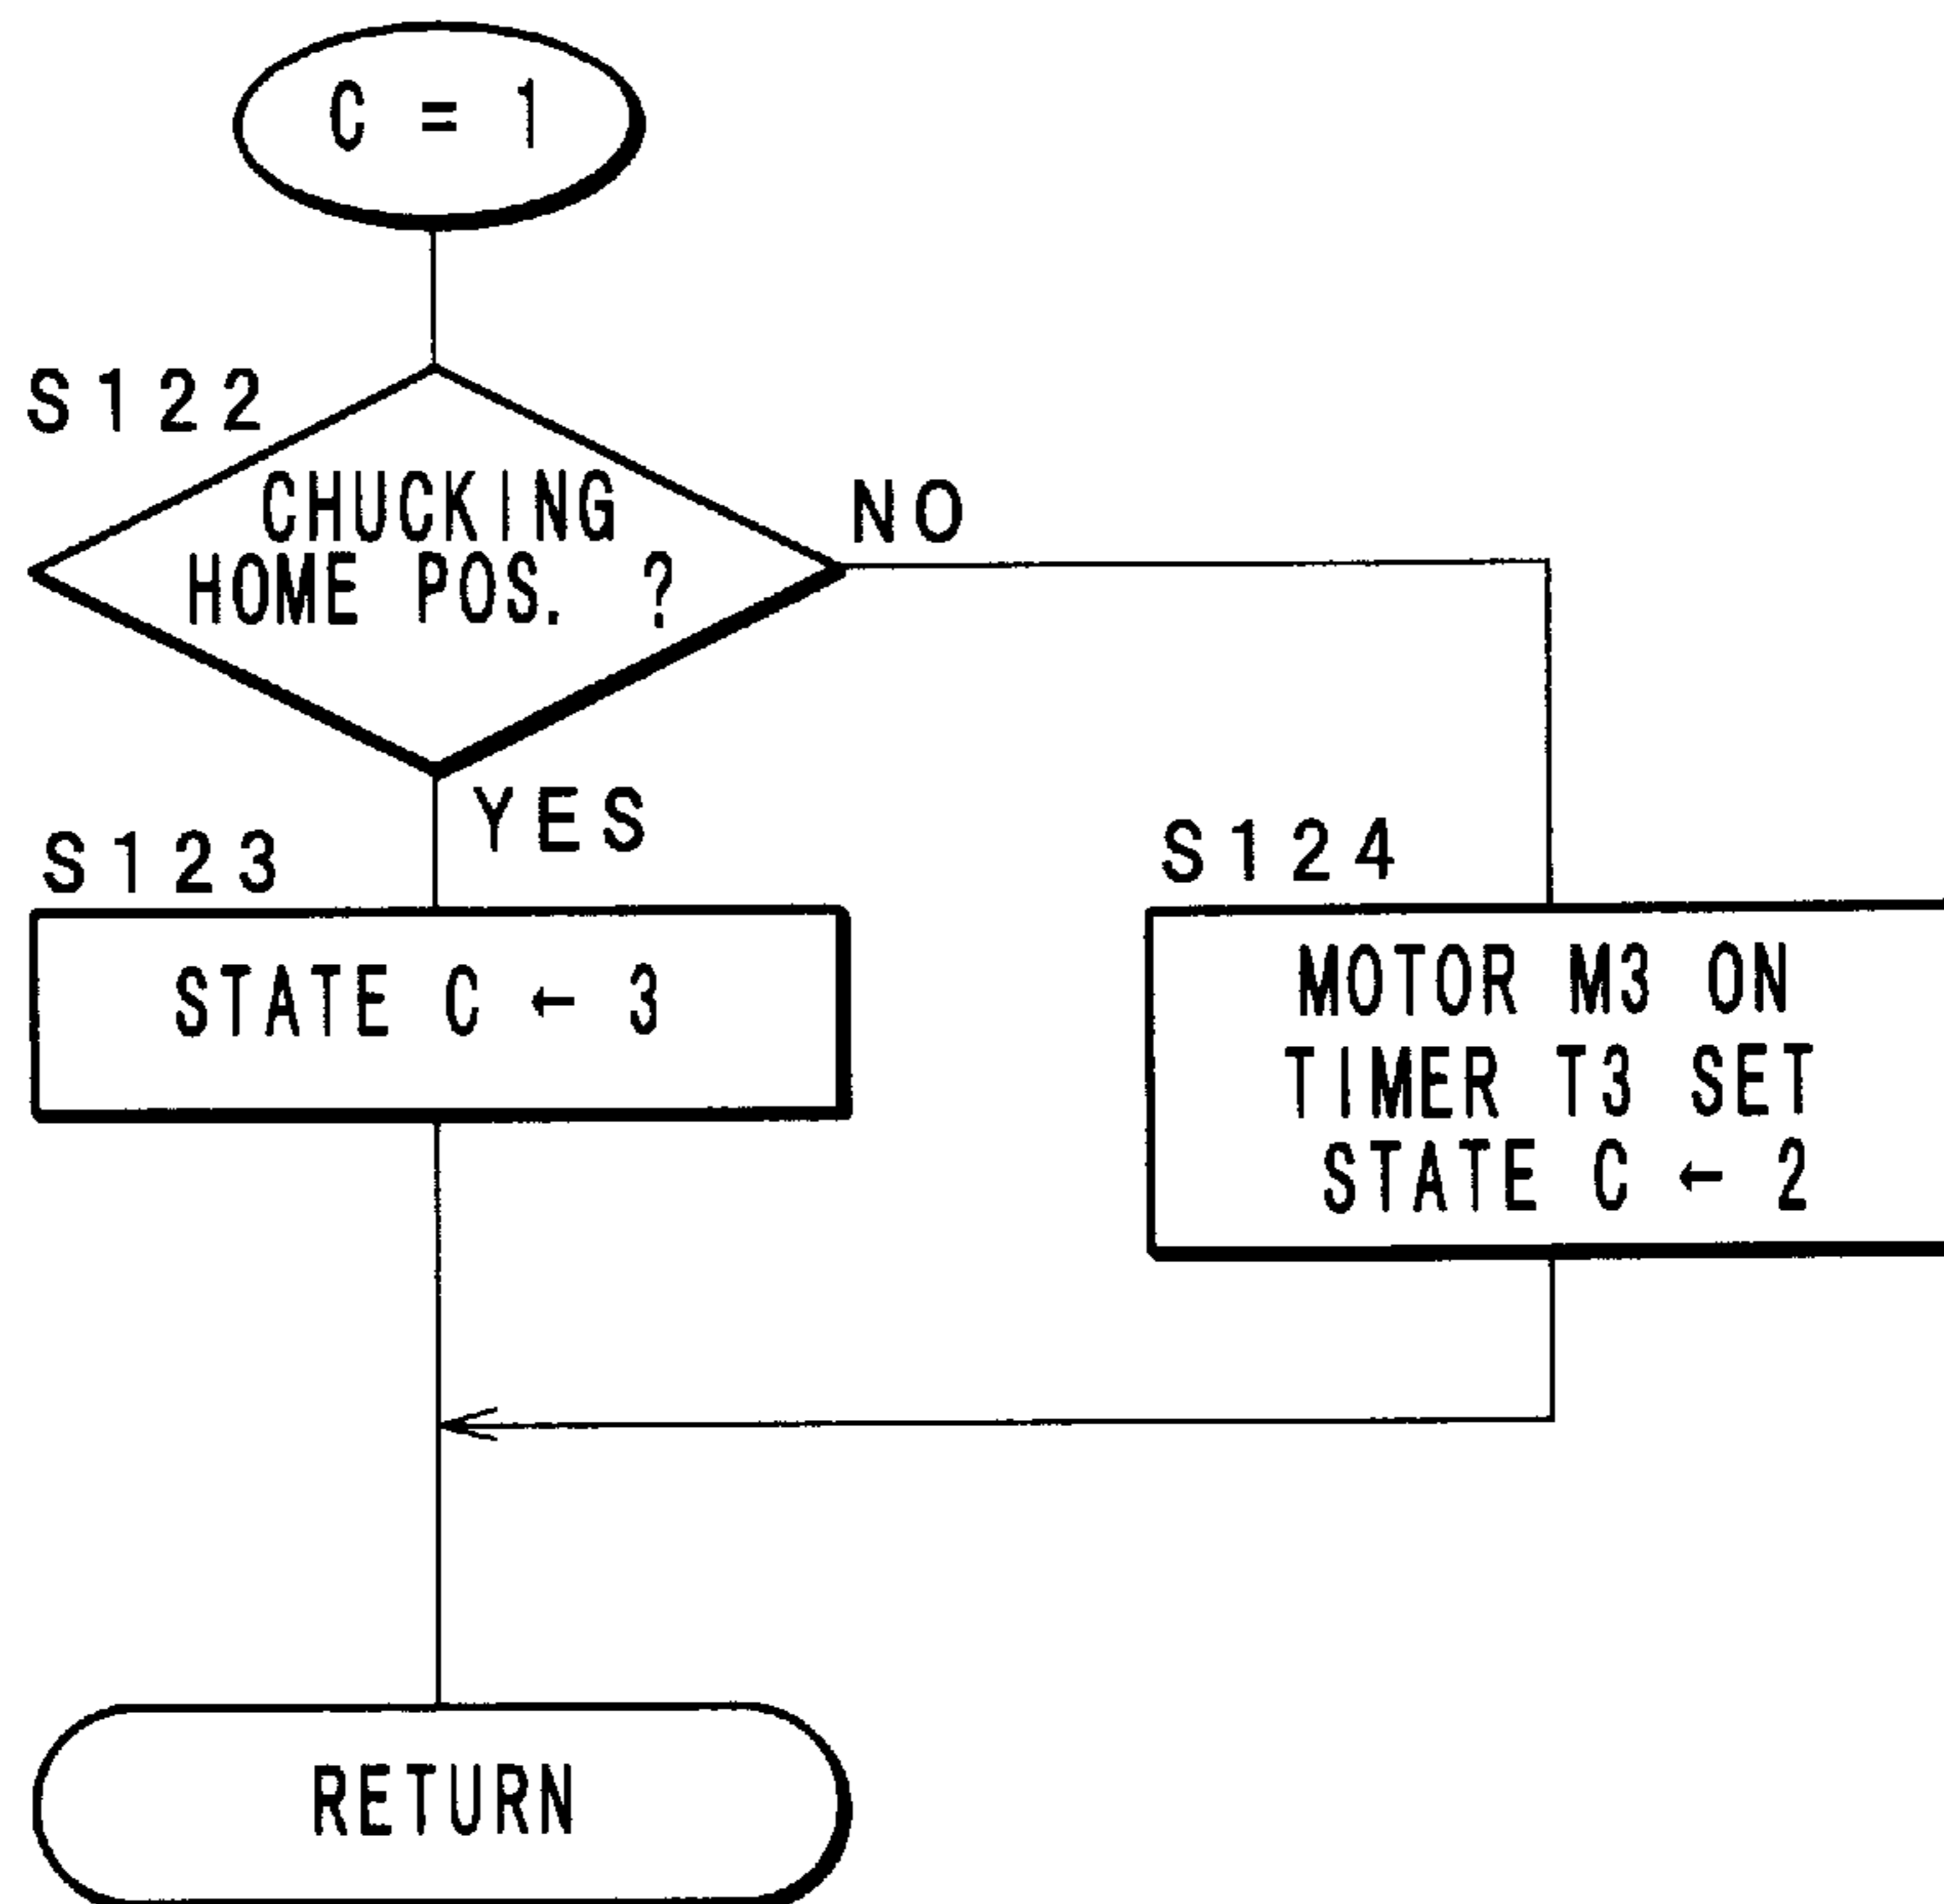 C = 1
S122
CHUCKING
HOME POS. ?
NO
YES
S123
STATE C ← 3
S124
MOTOR M3 ON
TIMER T3 SET
STATE C ← 2
RETURN